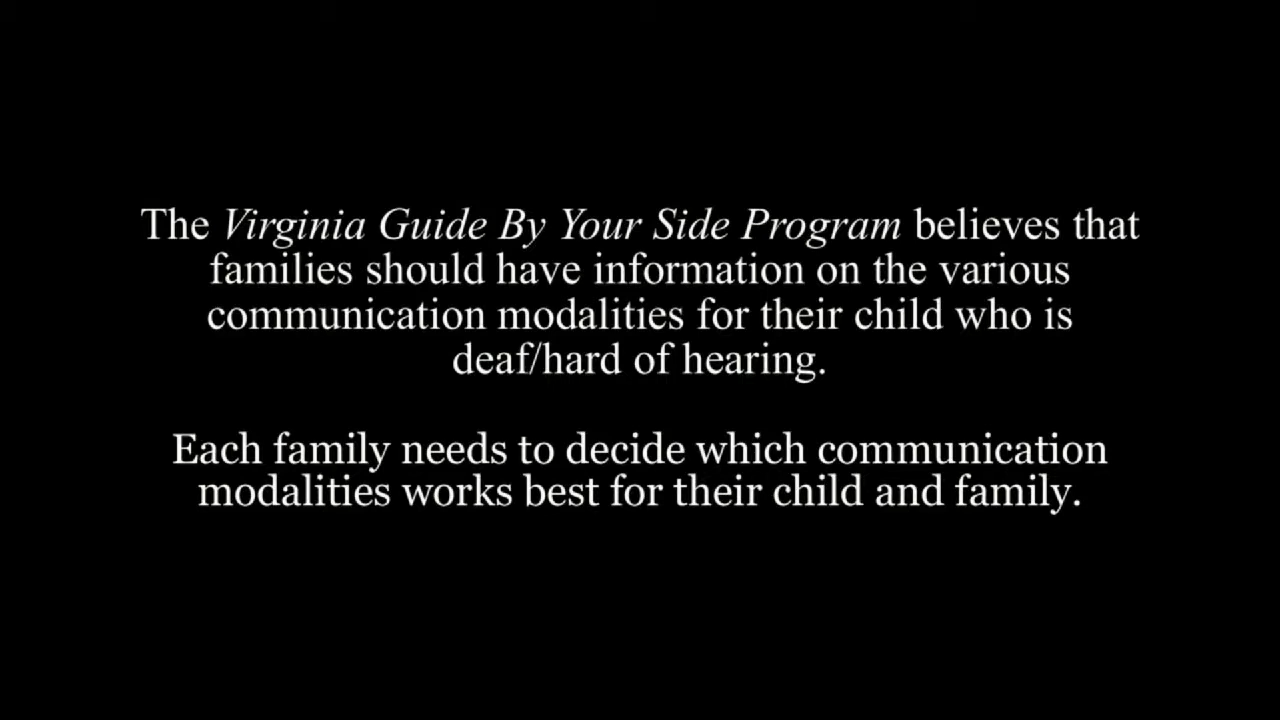 The Virginia Guide By Your Side Program believes that
families should have information on the various
communication modalities for their child who is
deaf/hard of hearing.
Each family needs to decide which communication
modalities works best for their child and family.